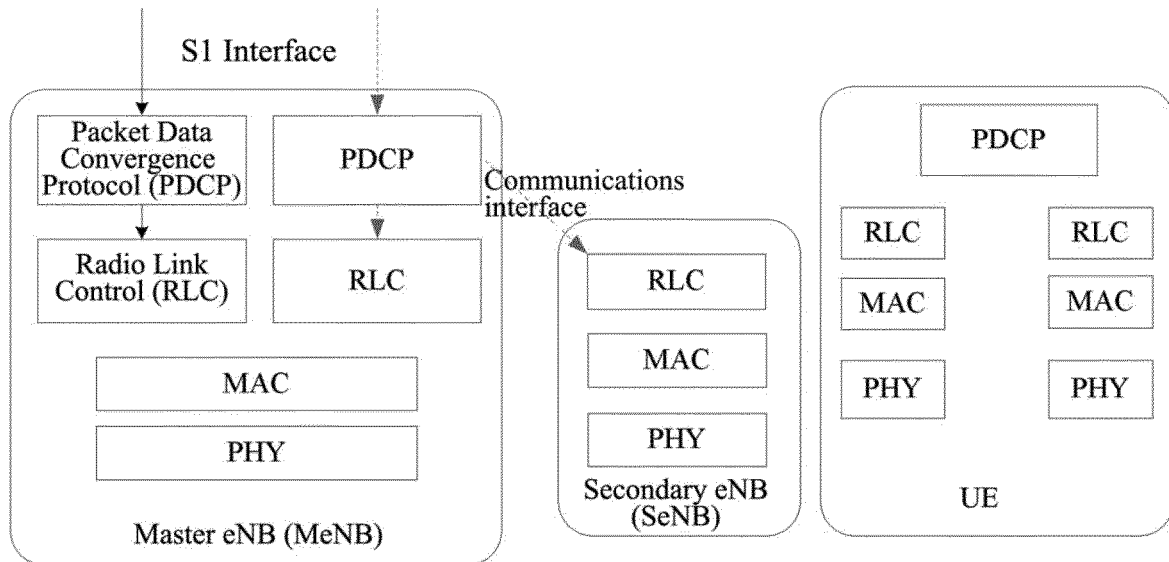 S1 Interface
Packet Data
Convergence
Protocol (PDCP)
PDCP
Communications
interface
Radio Link
Control (RLC)
RLC
MAC
PHY
Master eNB (MeNB)
RLC
MAC
PHY
Secondary eNB
(SeNB)
PDCP
RLC
RLC
MAC
MAC
PHY
PHY
UE